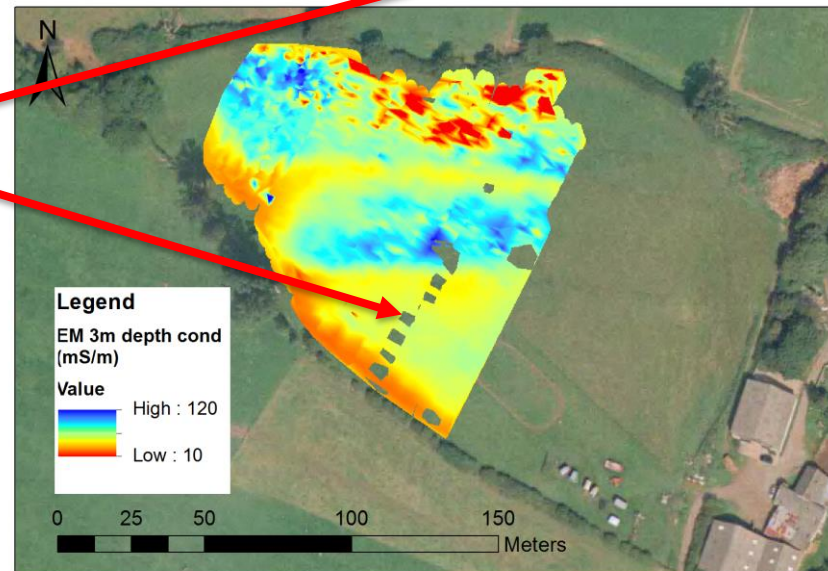 N
Legend
EM 3m depth cond
(mS/m)
Value
High : 120
Low : 10
0 25 50 100 150
Meters